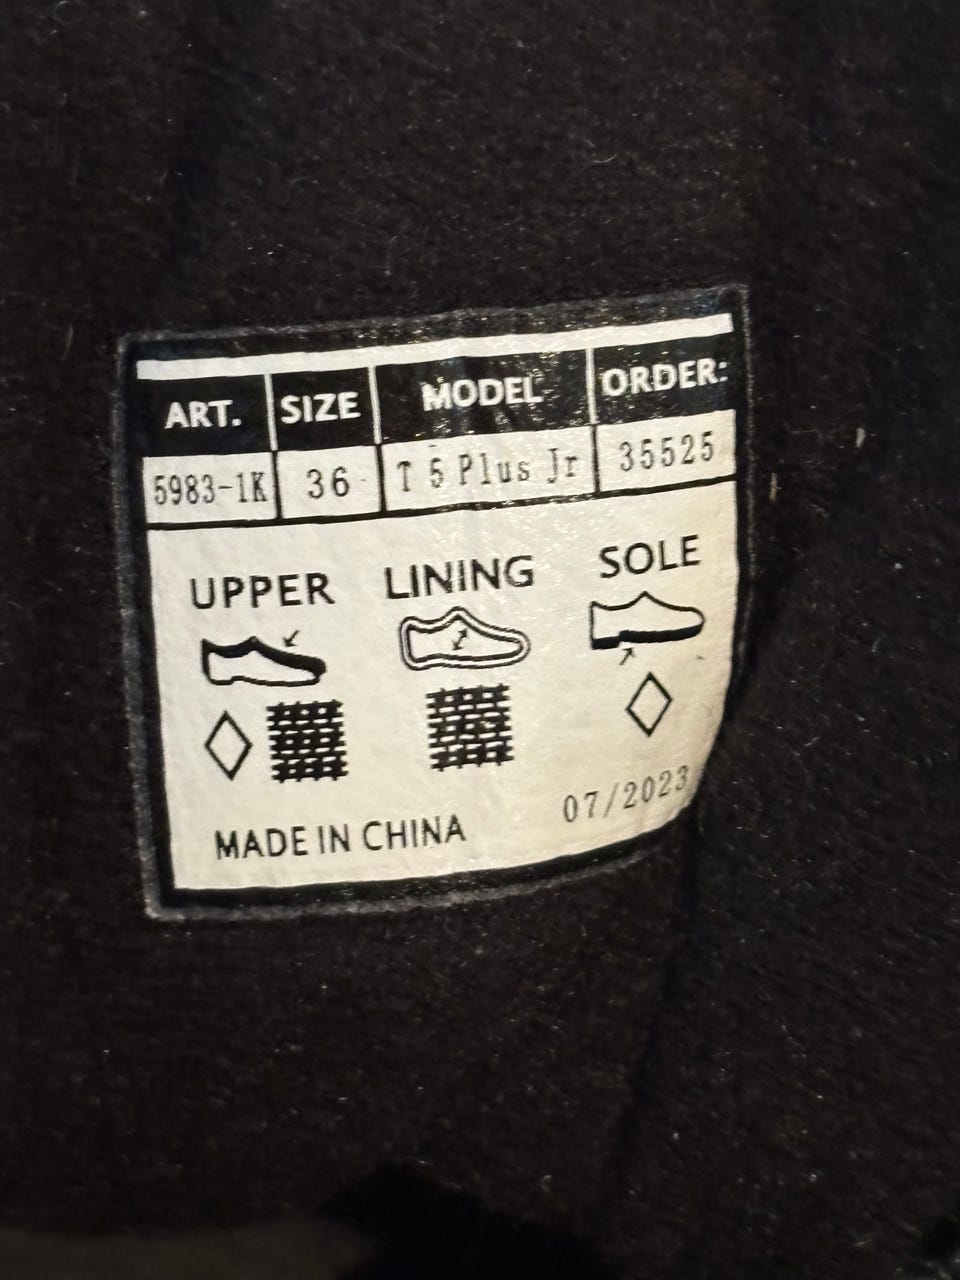 ART. SIZE MODEL ORDER:
5983-1K 36 T 5 Plus Jr 35525
UPPER LINING SOLE
07/2023
MADE IN CHINA